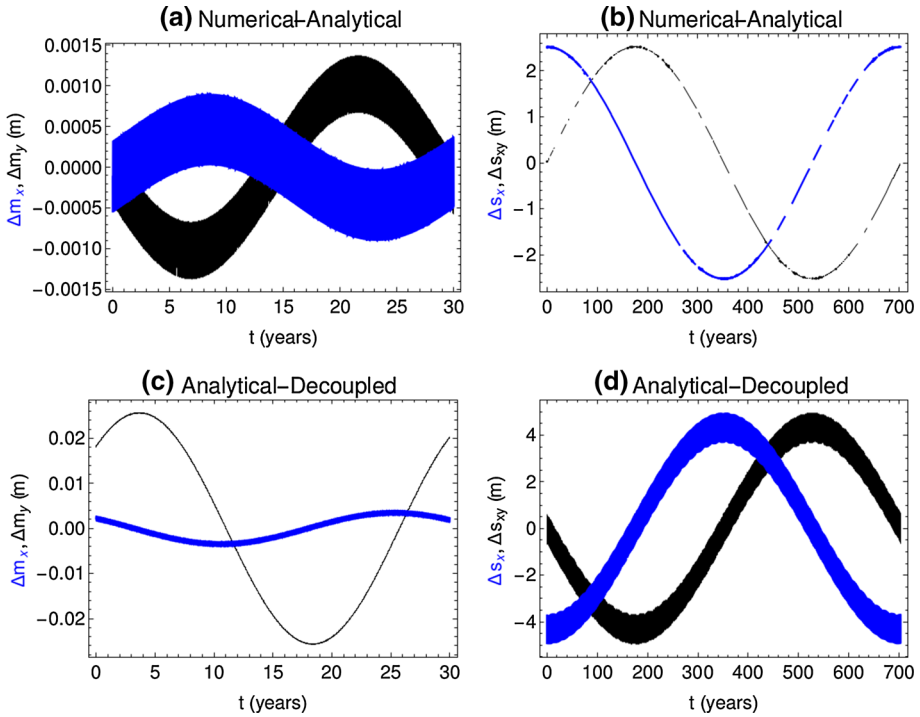 (a) Numerical–Analytical
0.0015
0.0010
0.0005
0.0000
−0.0005
−0.0010
−0.0015
Δmx, Δmy (m)
0 5 10 15 20 25 30
t (years)
(b) Numerical–Analytical
2
1
0
−1
−2
Δsx, Δsxy (m)
0 100 200 300 400 500 600 700
t (years)
(c) Analytical–Decoupled
0.02
0.01
0.00
−0.01
−0.02
Δmx, Δmy (m)
0 5 10 15 20 25 30
t (years)
(d) Analytical–Decoupled
4
2
0
−2
−4
Δsx, Δsxy (m)
0 100 200 300 400 500 600 700
t (years)